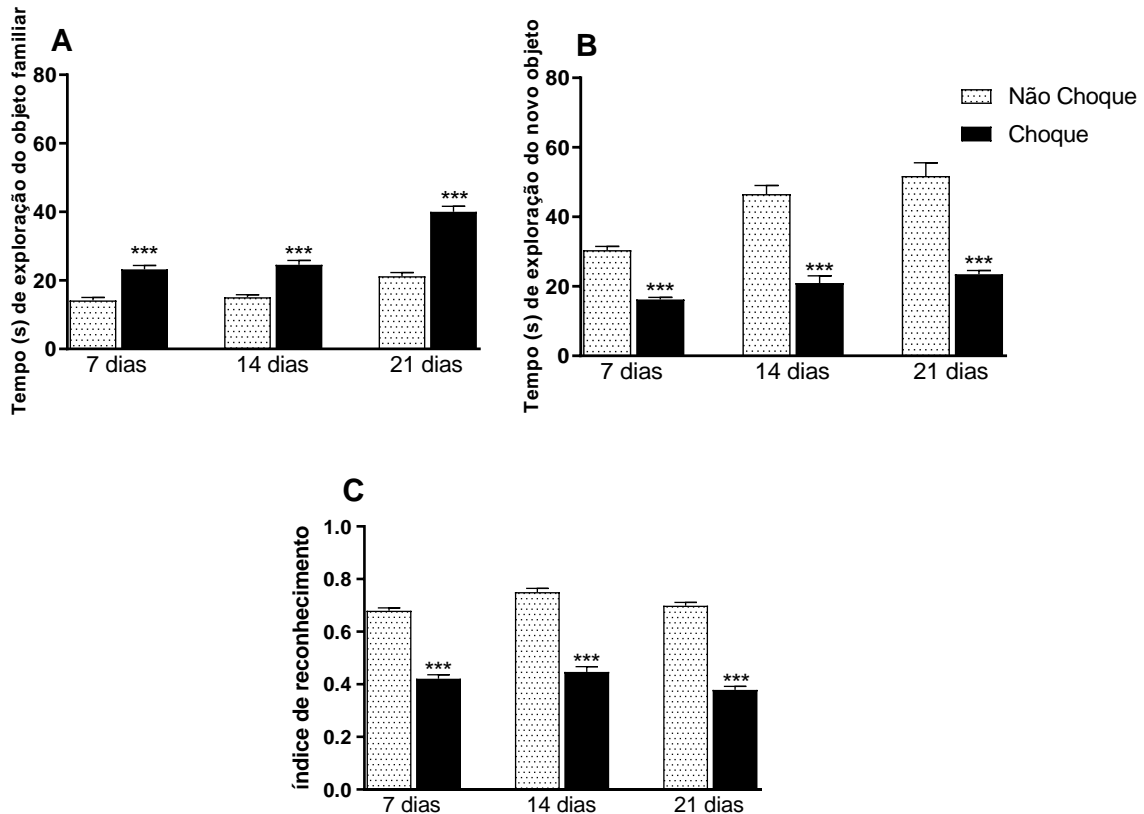 A
Tempo (s) de exploração do objeto familiar
80
60
40
20
0
***
***
***
7 dias
14 dias
21 dias
B
Tempo (s) de exploração do novo objeto
80
60
40
20
0
***
***
***
7 dias
14 dias
21 dias
Não Choque
Choque
C
índice de reconhecimento
1.0
0.8
0.6
0.4
0.2
0.0
***
***
***
7 dias
14 dias
21 dias